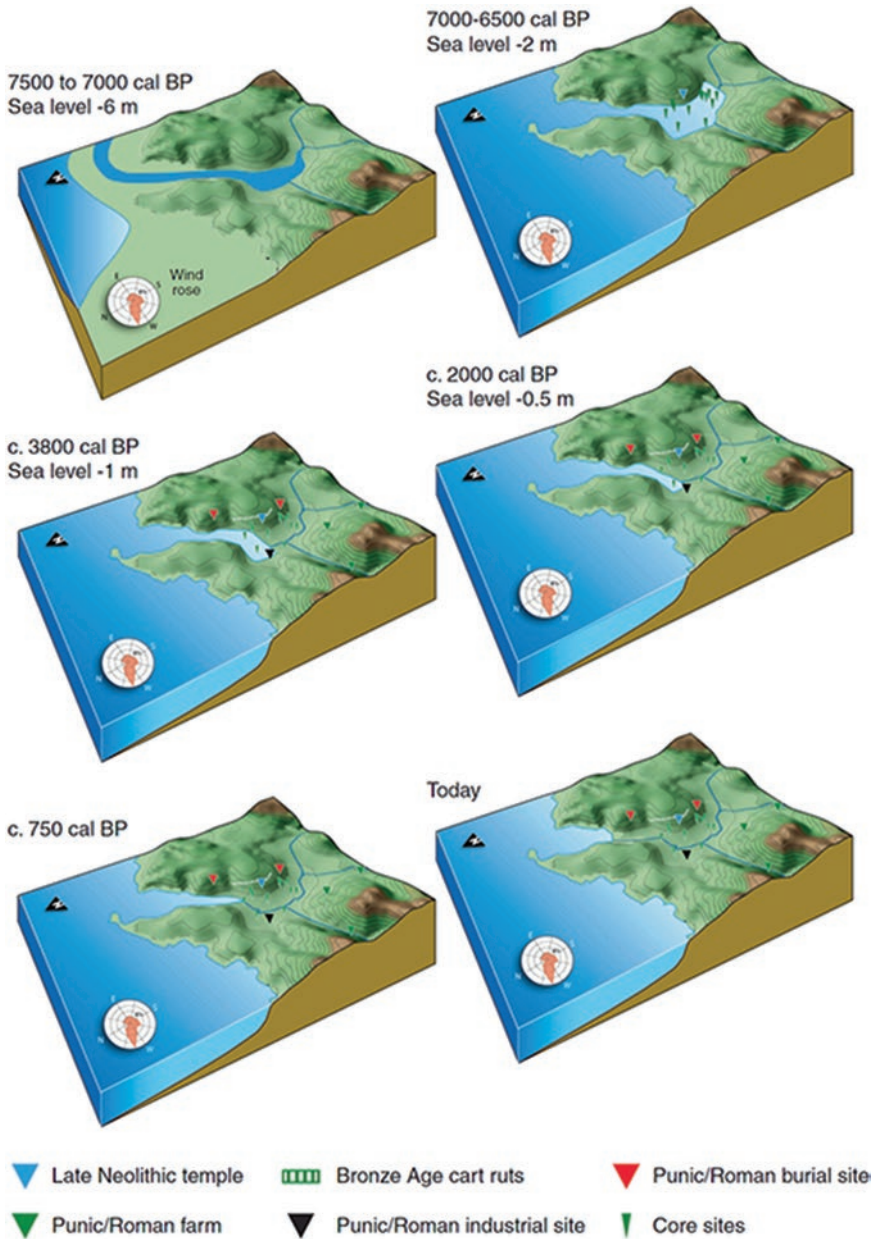 7500 to 7000 cal BP
Sea level -6 m
Wind
rose
E
S
N
W
7000-6500 cal BP
Sea level -2 m
E
S
N
W
c. 3800 cal BP
Sea level -1 m
E
S
N
W
c. 2000 cal BP
Sea level -0.5 m
E
S
N
W
c. 750 cal BP
E
S
N
W
Today
E
S
N
W
Late Neolithic temple
Bronze Age cart ruts
Punic/Roman burial site
Punic/Roman farm
Punic/Roman industrial site
Core sites